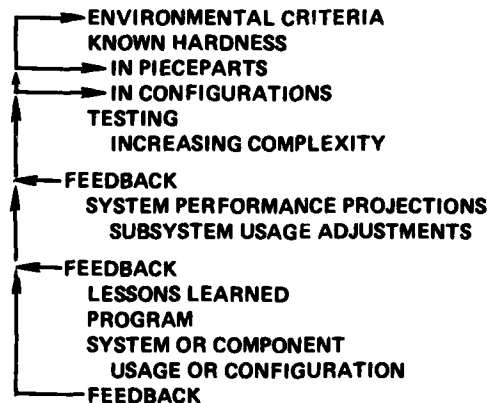 ENVIRONMENTAL CRITERIA
KNOWN HARDNESS
IN PIECEPARTS
IN CONFIGURATIONS
TESTING
INCREASING COMPLEXITY
FEEDBACK
SYSTEM PERFORMANCE PROJECTIONS
SUBSYSTEM USAGE ADJUSTMENTS
FEEDBACK
LESSONS LEARNED
PROGRAM
SYSTEM OR COMPONENT
USAGE OR CONFIGURATION
FEEDBACK